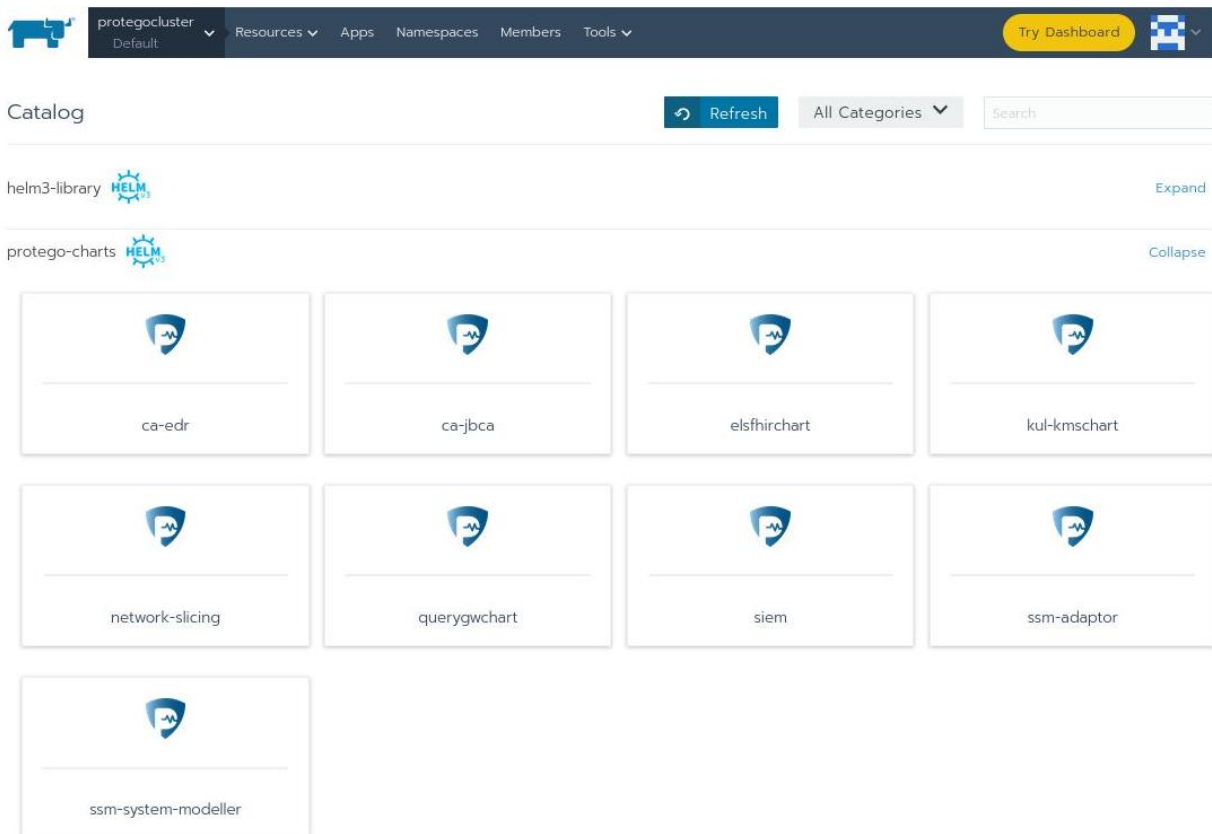 protegocluster
Default
Resources Apps Namespaces Members Tools
Try Dashboard
Catalog
Refresh
All Categories
Search
helm3-library HELM v3
Expand
protego-charts HELM v3
Collapse
ca-edr
ca-jbca
elsfhirchart
kul-kmschart
network-slicing
querygwchart
siem
ssm-adaptor
ssm-system-modeller